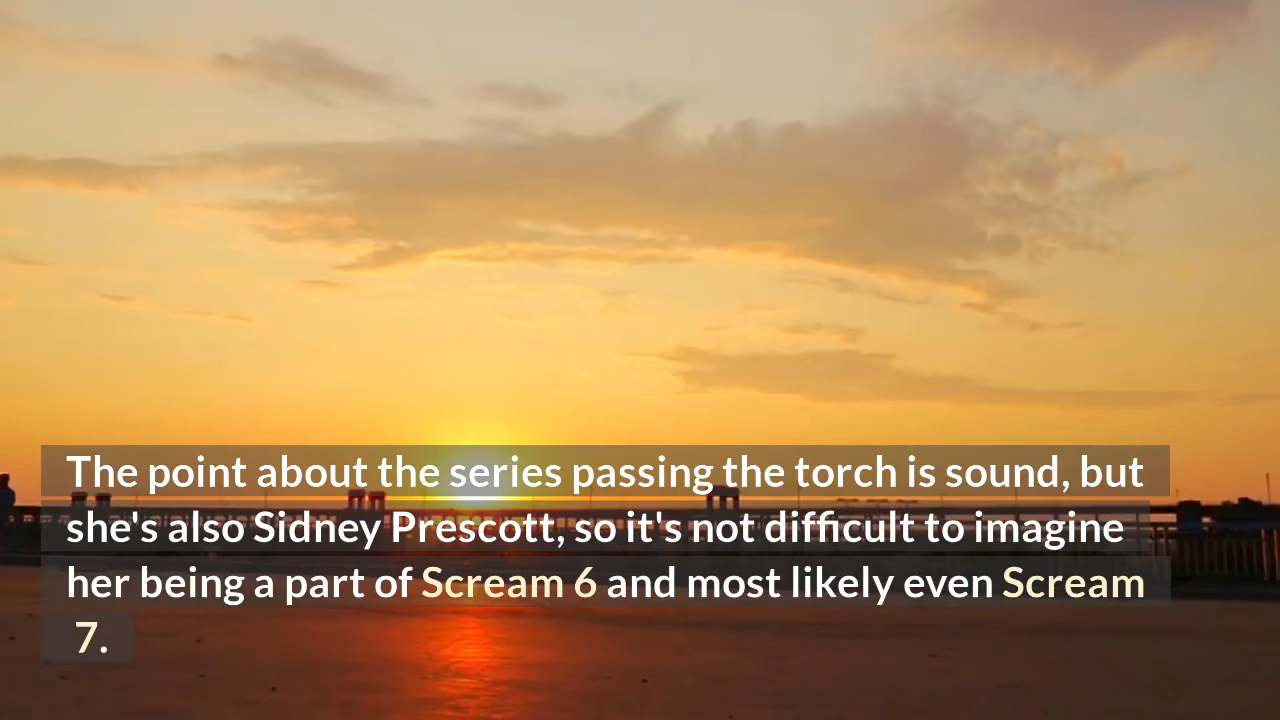 The point about the series passing the torch is sound, but
she's also Sidney Prescott, so it's not difficult to imagine
her being a part of Scream 6 and most likely even Scream
7.